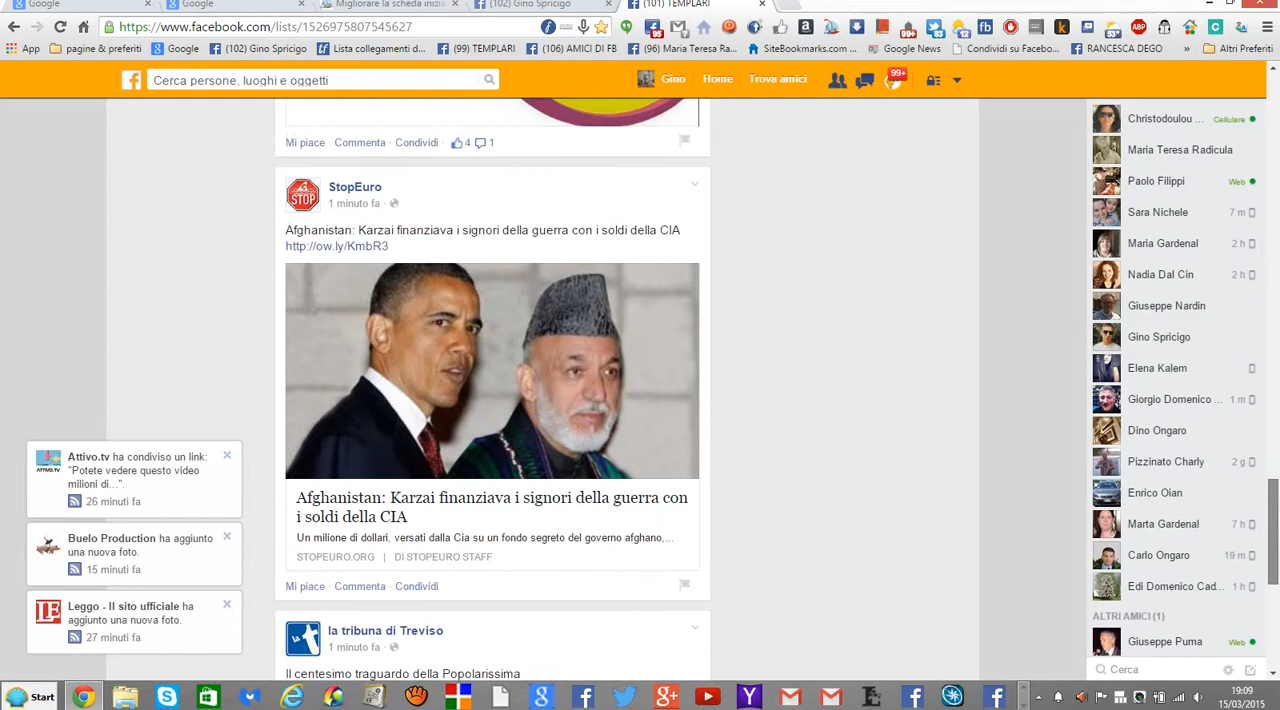 Google
Google
Migliorare la scheda inizie
(102) Gino Spricigo
(101) TEMPLARI
https://www.facebook.com/lists/1526975807545627
App
pagine & preferiti
Google
(102) Gino Spricigo
Lista collegamenti d...
(99) TEMPLARI
(106) AMICI DI FB
(96) Maria Teresa Ra...
SiteBookmarks.com ...
Google News
Condividi su Facebo...
RANCESCA DEGO
»
Altri Preferiti
Cerca persone, luoghi e oggetti
Gino
Home
Trova amici
99+
Mi piace · Commenta · Condividi · 4 1
StopEuro
1 minuto fa ·
Afghanistan: Karzai finanziava i signori della guerra con i soldi della CIA
http://ow.ly/KmbR3
STOP
Afghanistan: Karzai finanziava i signori della guerra con
i soldi della CIA
Un milione di dollari, versati dalla Cia su un fondo segreto del governo afghano,...
STOPEURO.ORG | DI STOPEURO STAFF
Mi piace · Commenta · Condividi
la tribuna di Treviso
1 minuto fa ·
Il centesimo traguardo della Popolarissima
Attivo.tv ha condiviso un link:
"Potete vedere questo video
milioni di...".
26 minuti fa
Buelo Production ha aggiunto
una nuova foto.
15 minuti fa
Leggo - Il sito ufficiale ha
aggiunto una nuova foto.
27 minuti fa
Christodoulou ... Cellulare
Maria Teresa Radicula
Paolo Filippi Web
Sara Nichele 7 m
Maria Gardenal 2 h
Nadia Dal Cin 2 h
Giuseppe Nardin
Gino Spricigo
Elena Kalem
Giorgio Domenico ... 1 m
Dino Ongaro
Pizzinato Charly 2 g
Enrico Oian
Marta Gardenal 7 h
Carlo Ongaro 19 m
Edi Domenico Cad... 1 h
ALTRI AMICI (1)
Giuseppe Puma Web
Cerca
Start
19:09
15/03/2015